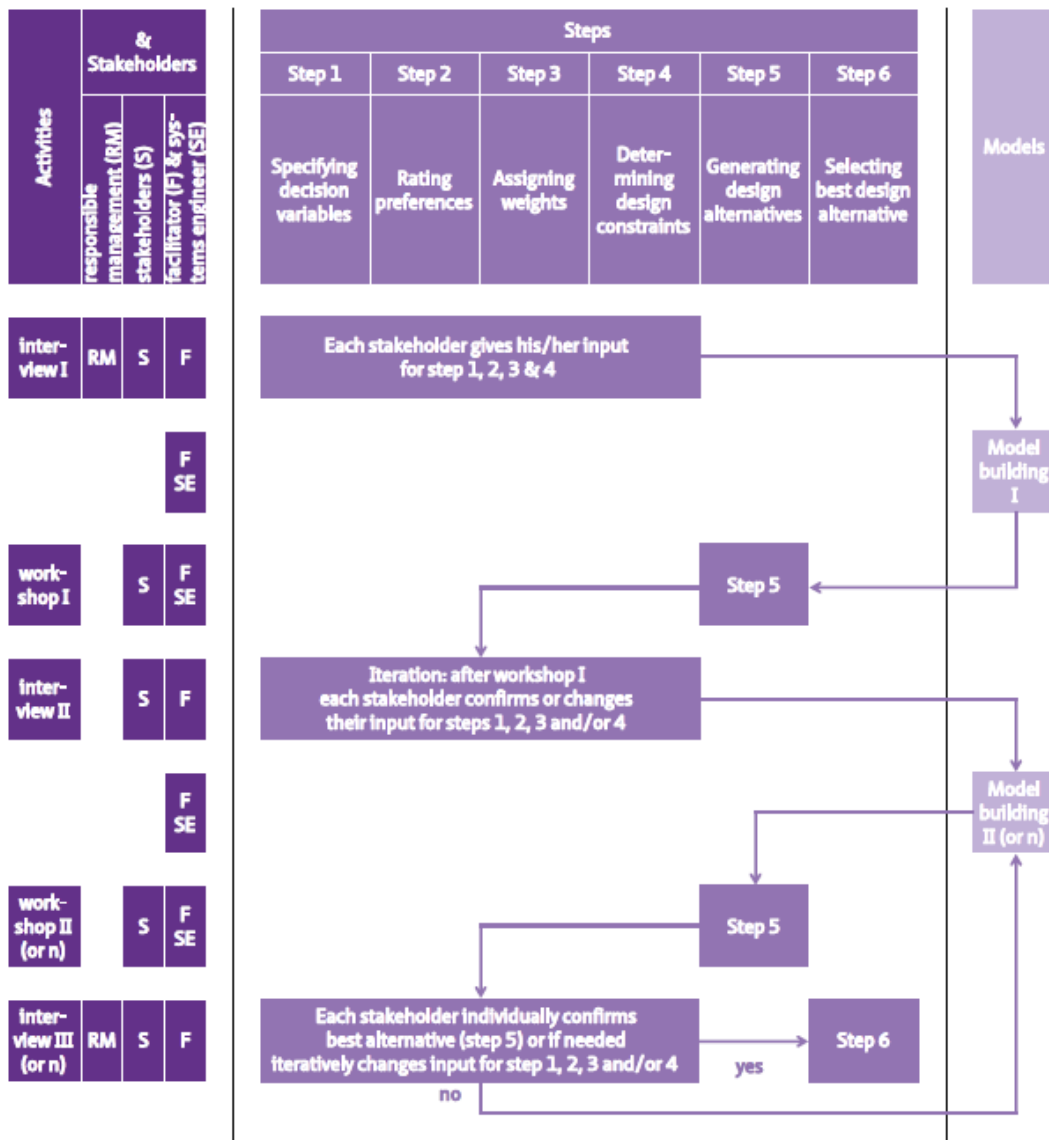 &
Stakeholders
Activities
responsible
management (RM)
stakeholders (S)
facilitator (F) & sys-
tems engineer (SE)
Steps
Step 1
Step 2
Step 3
Step 4
Step 5
Step 6
Specifying
decision
variables
Rating
preferences
Assigning
weights
Deter-
mining
design
constraints
Generating
design
alternatives
Selecting
best design
alternative
Models
inter-
view I
RM
S
F
Each stakeholder gives his/her input
for step 1, 2, 3 & 4
F
SE
Model
building
I
work-
shop I
S
F
SE
Step 5
inter-
view II
S
F
Iteration: after workshop I
each stakeholder confirms or changes
their input for steps 1, 2, 3 and/or 4
F
SE
Model
building
II (or n)
work-
shop II
(or n)
S
F
SE
Step 5
inter-
view III
(or n)
RM
S
F
Each stakeholder individually confirms
best alternative (step 5) or if needed
iteratively changes input for step 1, 2, 3 and/or 4
yes
Step 6
no